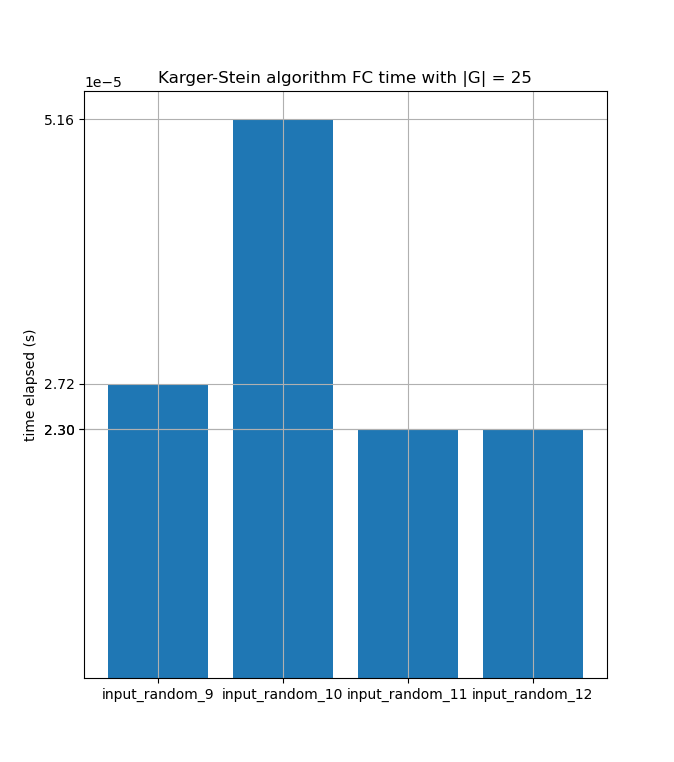 Karger-Stein algorithm FC time with |G| = 25
1e−5
5.16
2.72
2.30
time elapsed (s)
input_random_9 input_random_10 input_random_11 input_random_12